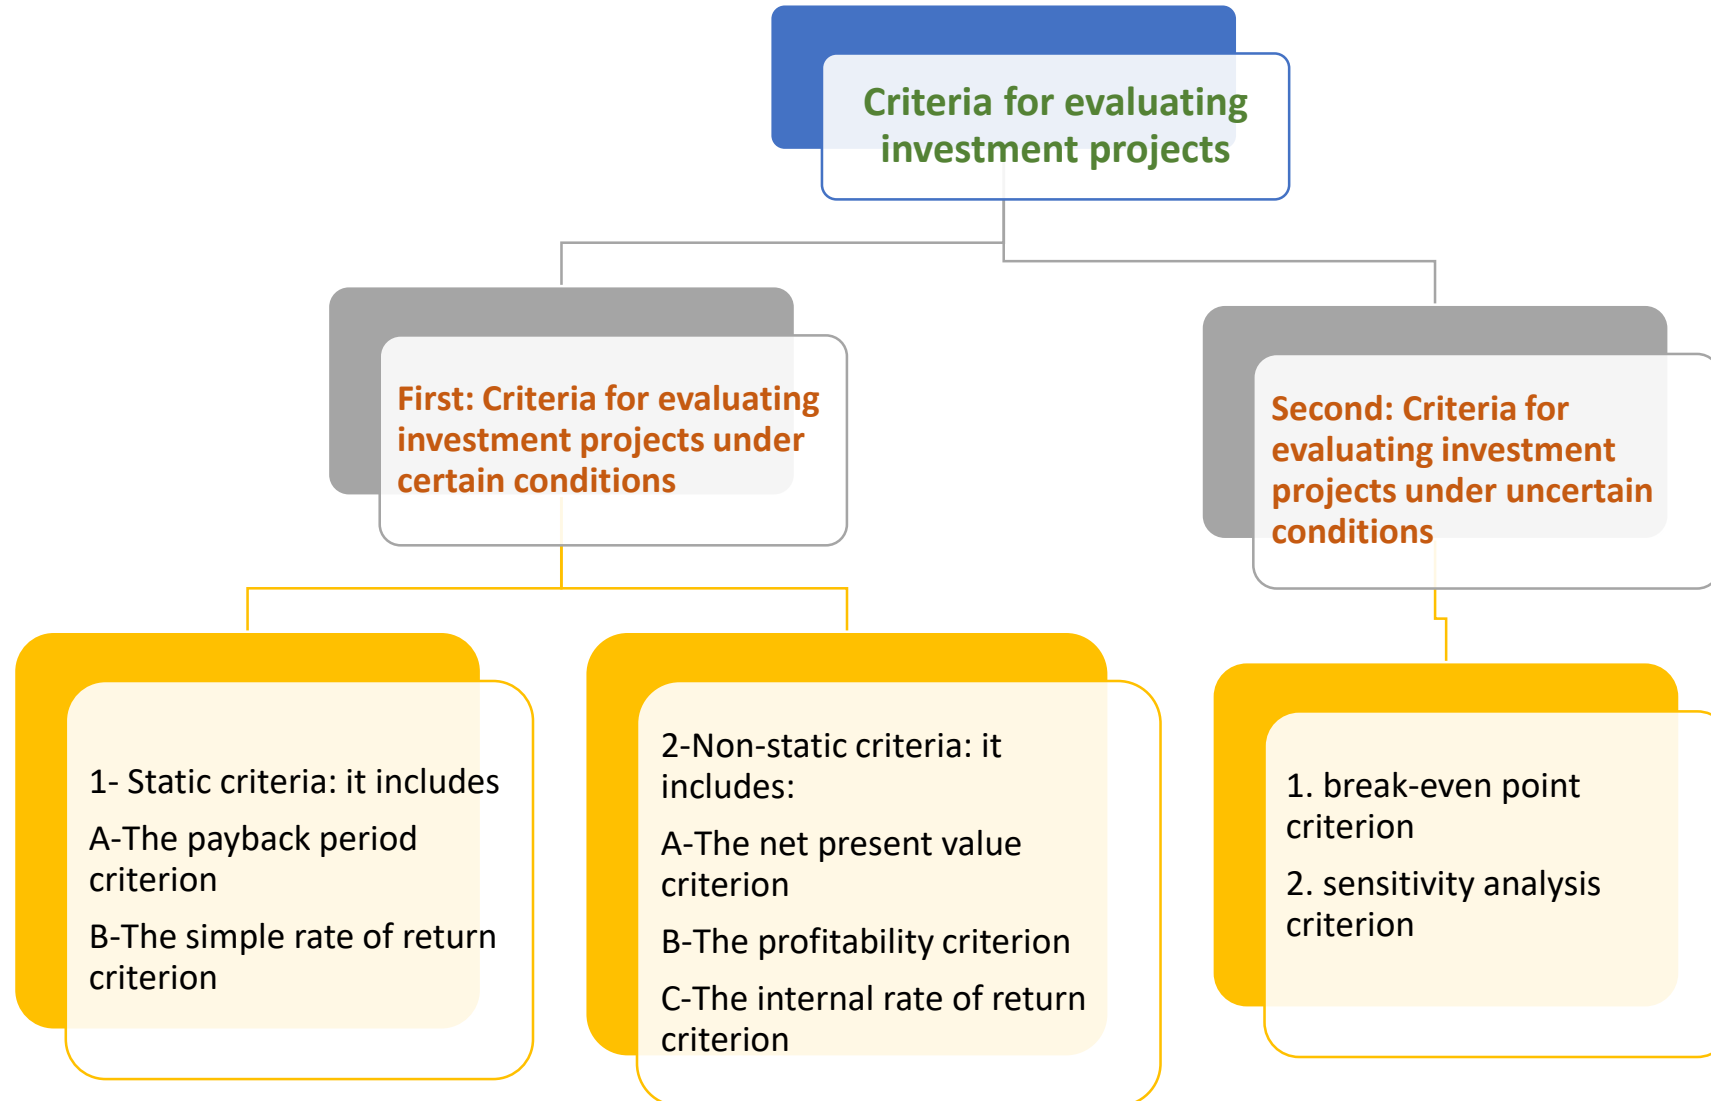 Criteria for evaluating
investment projects
First: Criteria for evaluating
investment projects under
certain conditions
Second: Criteria for
evaluating investment
projects under uncertain
conditions
1- Static criteria: it includes
A-The payback period
criterion
B-The simple rate of return
criterion
2-Non-static criteria: it
includes:
A-The net present value
criterion
B-The profitability criterion
C-The internal rate of return
criterion
1. break-even point
criterion
2. sensitivity analysis
criterion